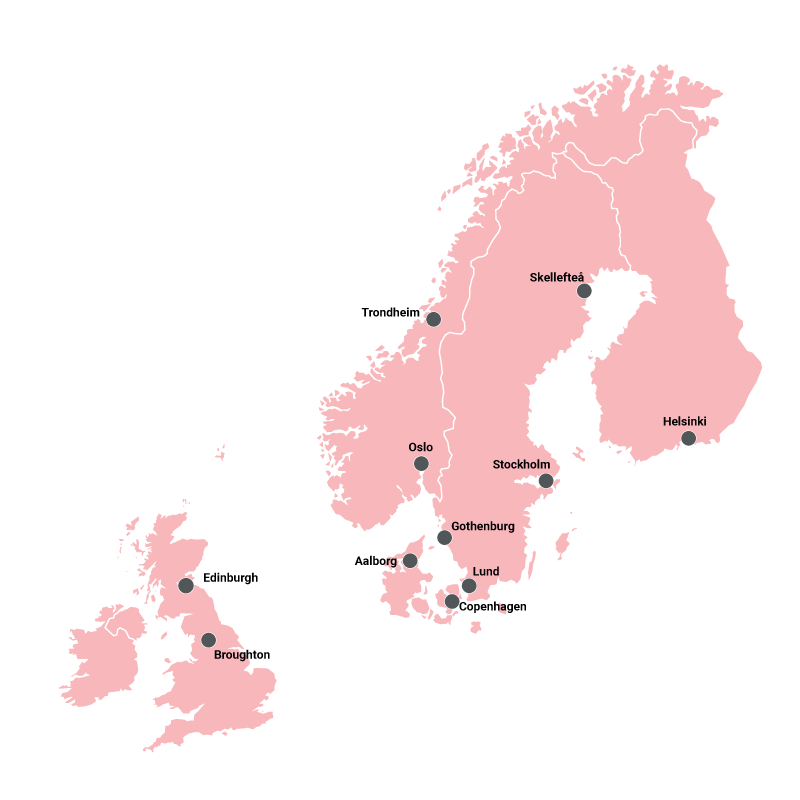 Skellefteå
Trondheim
Helsinki
Oslo
Stockholm
Gothenburg
Aalborg
Lund
Edinburgh
Copenhagen
Broughton